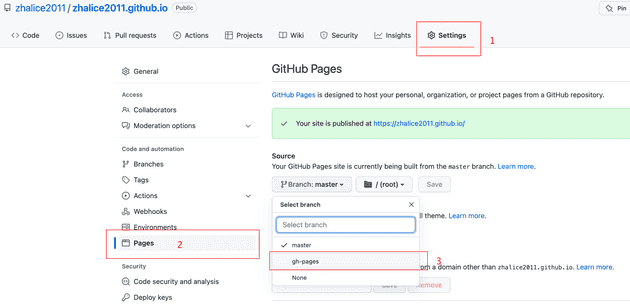 zhalice2011 / zhalice2011.github.io Public
Pin
Code Issues Pull requests Actions Projects Wiki Security Insights Settings
1
General
Access
Collaborators
Moderation options
Code and automation
Branches
Tags
Actions
Webhooks
Environments
Pages
2
Security
Code security and analysis
Deploy keys
GitHub Pages
GitHub Pages is designed to host your personal, organization, or project pages from a GitHub repository.
Your site is published at https://zhalice2011.github.io/
Source
Your GitHub Pages site is currently being built from the master branch. Learn more.
Branch: master / (root) Save
Select branch
Select branch
master
gh-pages
3
None
theme. Learn more.
from a domain other than zhalice2011.github.io. Learn more.
Save Remove